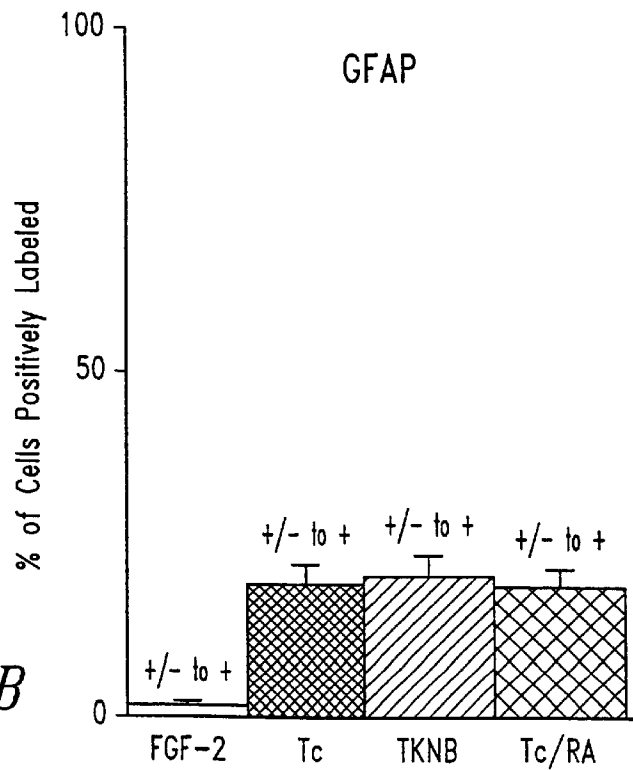 100
GFAP
% of Cells Positively Labeled
50
+/- to +
+/- to +
+/- to +
+/- to +
B
0
FGF-2 Tc TKNB Tc/RA